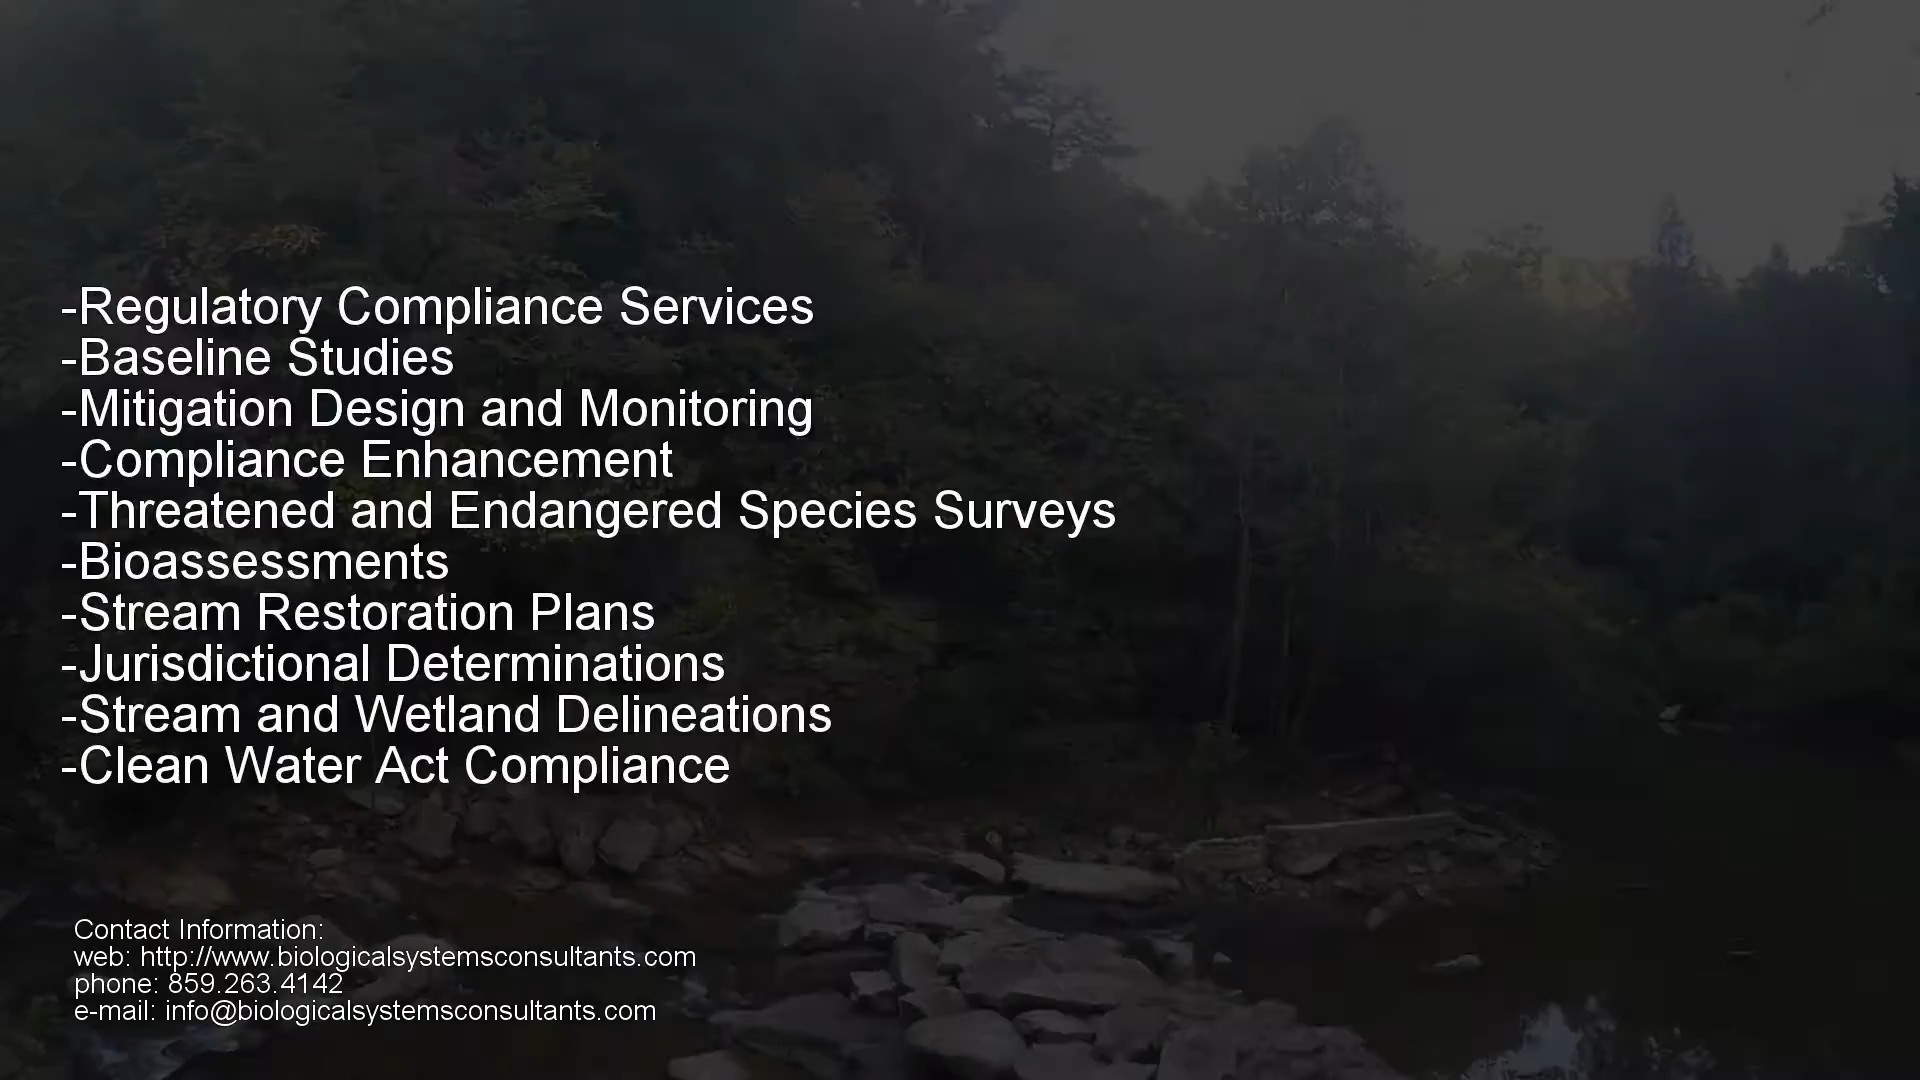 -Regulatory Compliance Services
-Baseline Studies
-Mitigation Design and Monitoring
-Compliance Enhancement
-Threatened and Endangered Species Surveys
-Bioassessments
-Stream Restoration Plans
-Jurisdictional Determinations
-Stream and Wetland Delineations
-Clean Water Act Compliance
Contact Information:
web: http://www.biologicalsystemsconsultants.com
phone: 859.263.4142
e-mail: info@biologicalsystemsconsultants.com